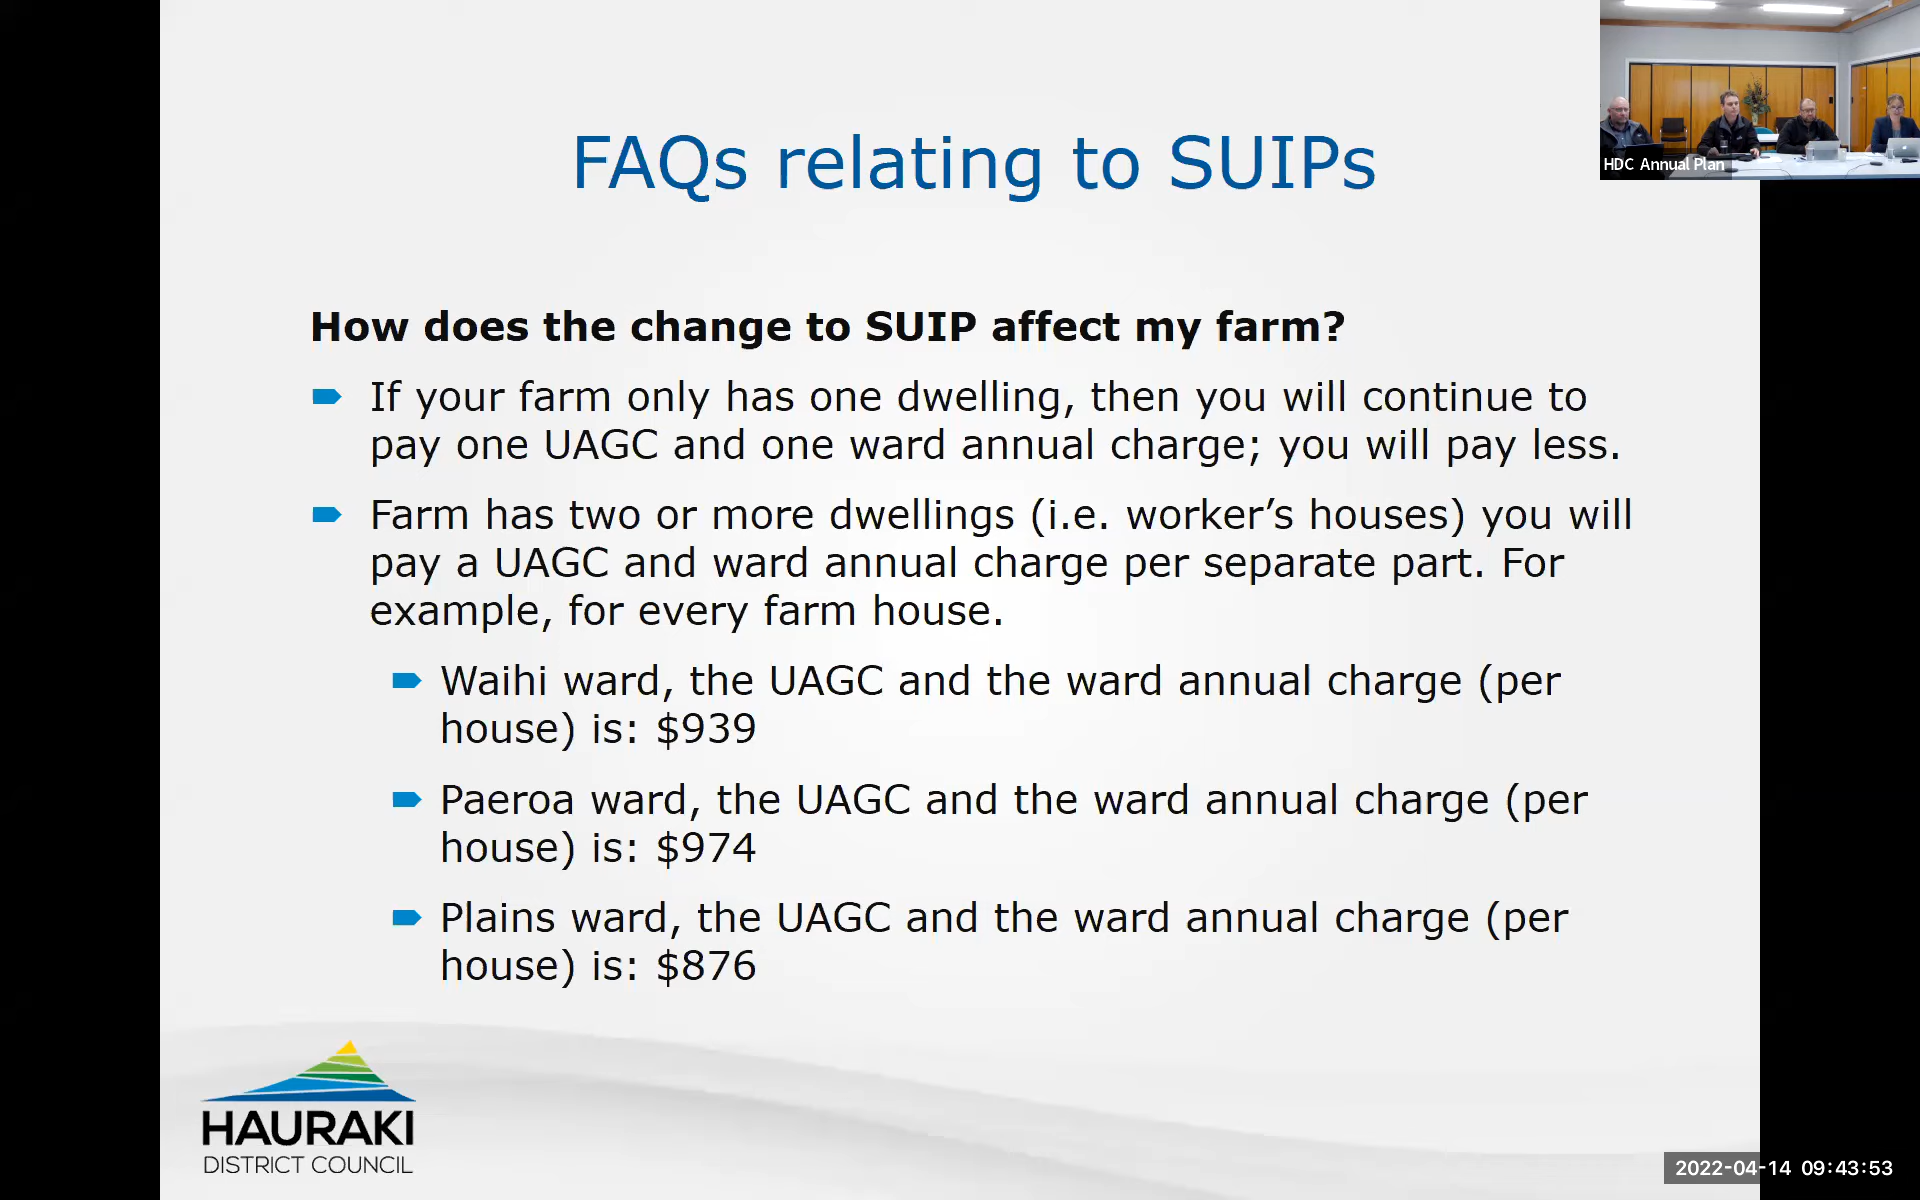 FAQs relating to SUIPs
HDC Annual Plan
How does the change to SUIP affect my farm?
If your farm only has one dwelling, then you will continue to
pay one UAGC and one ward annual charge; you will pay less.
Farm has two or more dwellings (i.e. worker’s houses) you will
pay a UAGC and ward annual charge per separate part. For
example, for every farm house.
Waihi ward, the UAGC and the ward annual charge (per
house) is: $939
Paeroa ward, the UAGC and the ward annual charge (per
house) is: $974
Plains ward, the UAGC and the ward annual charge (per
house) is: $876
HAURAKI
DISTRICT COUNCIL
2022-04-14 09:43:53